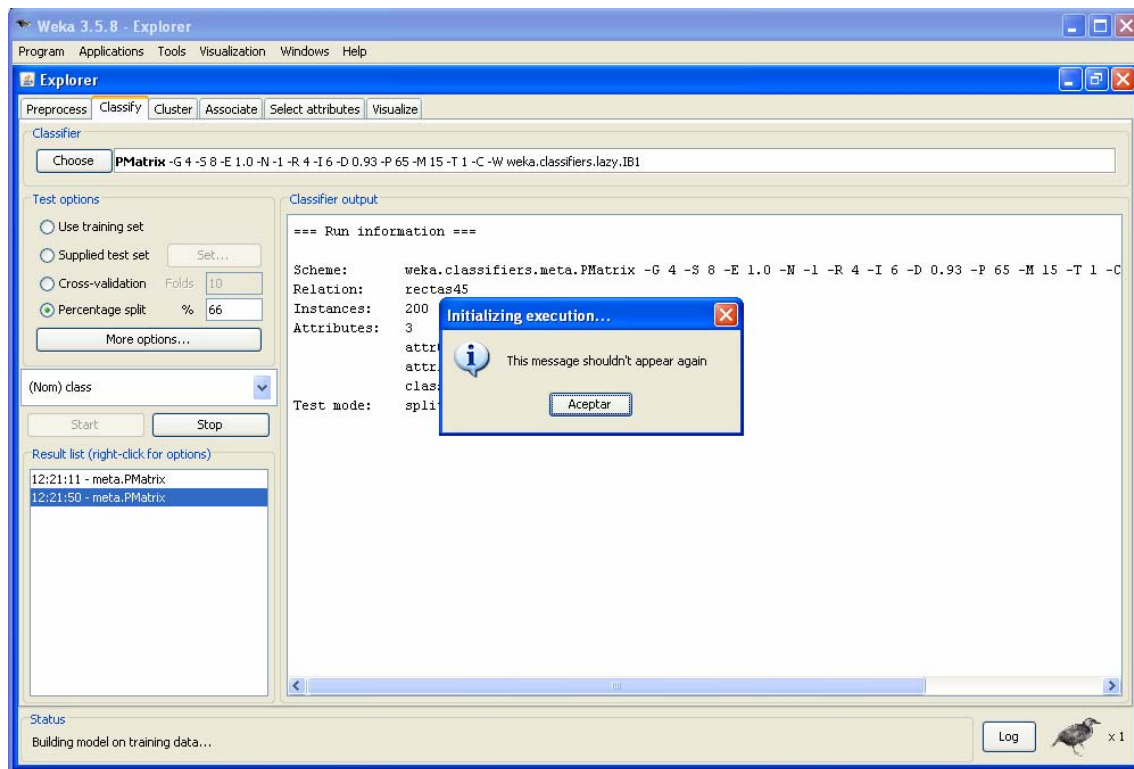 Weka 3.5.8 - Explorer
Program Applications Tools Visualization Windows Help
Explorer
Preprocess Classify Cluster Associate Select attributes Visualize
Classifier
Choose PMatrix -G 4 -S 8 -E 1.0 -N -1 -R 4 -I 6 -D 0.93 -P 65 -M 15 -T 1 -C -W weka.classifiers.lazy.IB1
Test options
Use training set
Supplied test set Set...
Cross-validation Folds 10
Percentage split % 66
More options...
(Nom) class
Start Stop
Result list (right-click for options)
12:21:11 - meta.PMatrix
12:21:50 - meta.PMatrix
Classifier output
=== Run information ===
Scheme: weka.classifiers.meta.PMatrix -G 4 -S 8 -E 1.0 -N -1 -R 4 -I 6 -D 0.93 -P 65 -M 15 -T 1 -C
Relation: rectas45
Instances: 200
Attributes: 3
attr
attr
clas
Test mode: spli
Initializing execution...
This message shouldn't appear again
Aceptar
Status
Building model on training data...
Log x 1